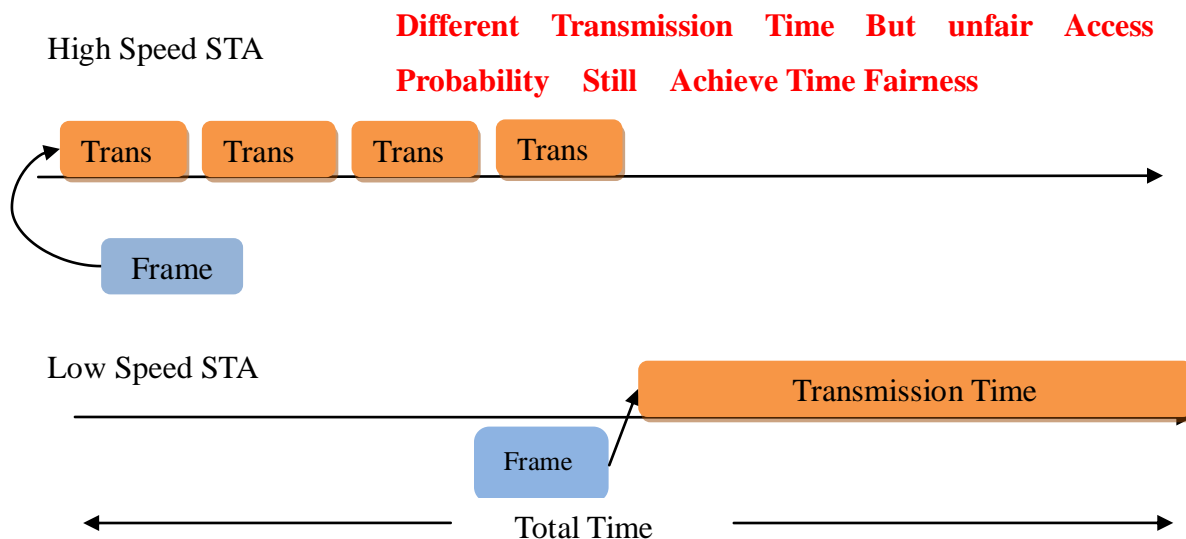 High Speed STA
Different Transmission Time But unfair Access
Probability Still Achieve Time Fairness
Trans Trans Trans Trans
Frame
Low Speed STA
Transmission Time
Frame
Total Time